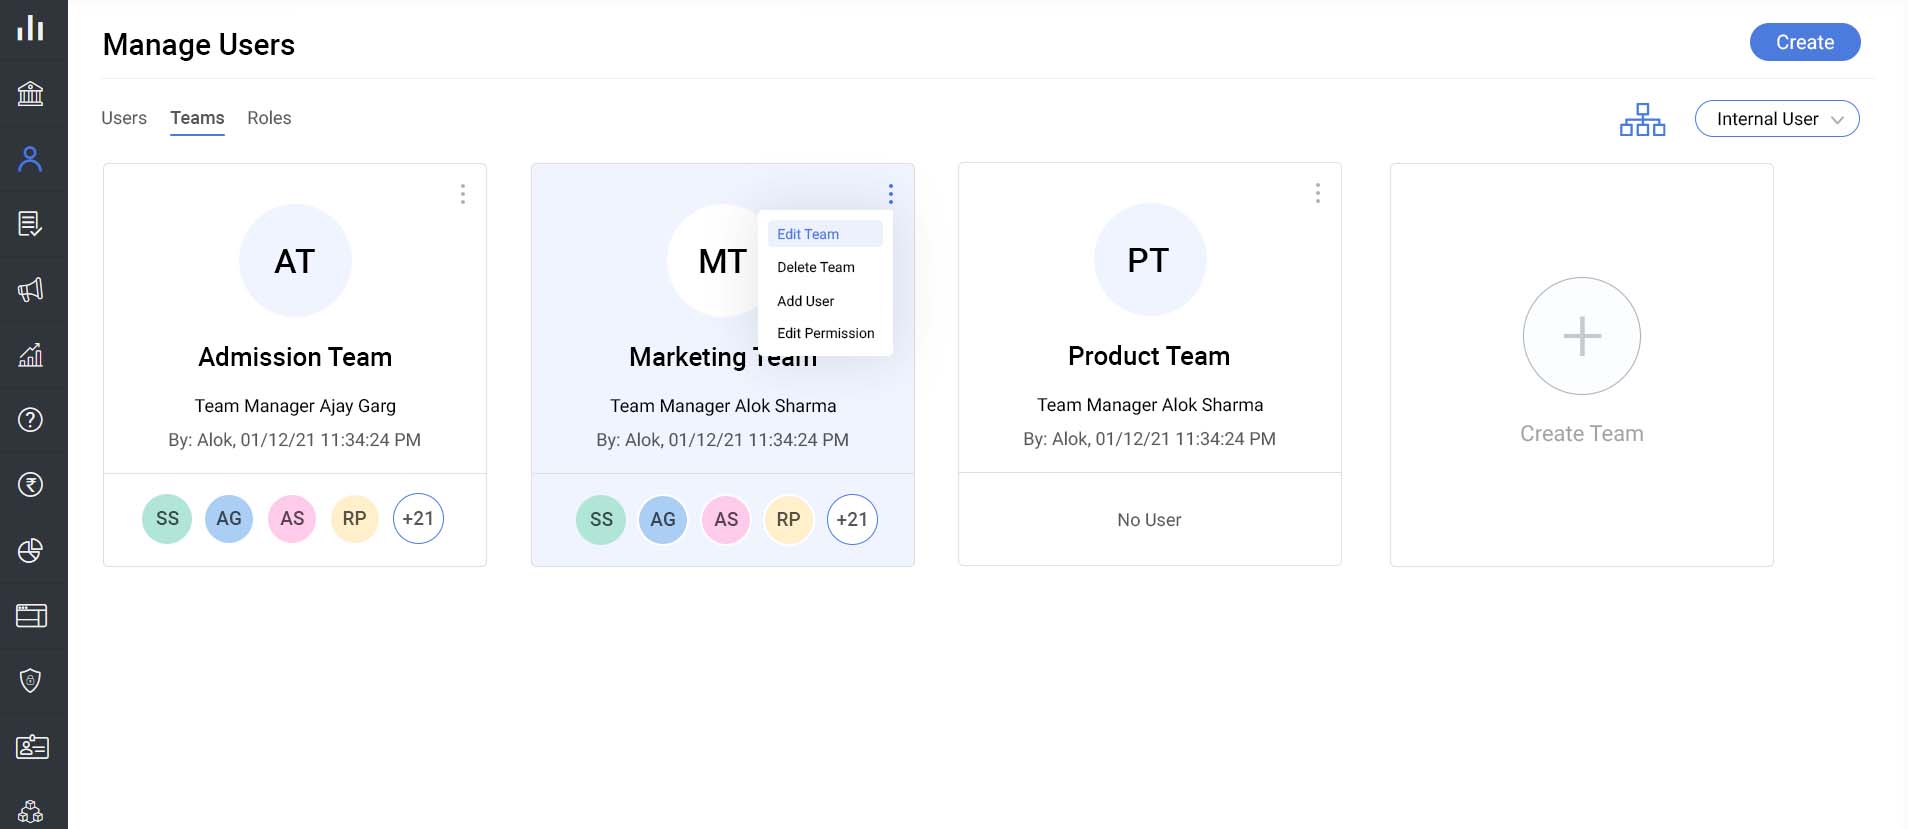 Manage Users
Create
Users
Teams
Roles
Internal User
AT
Admission Team
Team Manager Ajay Garg
By: Alok, 01/12/21 11:34:24 PM
SS
AG
AS
RP
+21
MT
Edit Team
Delete Team
Add User
Edit Permission
Marketing Team
Team Manager Alok Sharma
By: Alok, 01/12/21 11:34:24 PM
SS
AG
AS
RP
+21
PT
Product Team
Team Manager Alok Sharma
By: Alok, 01/12/21 11:34:24 PM
No User
Create Team